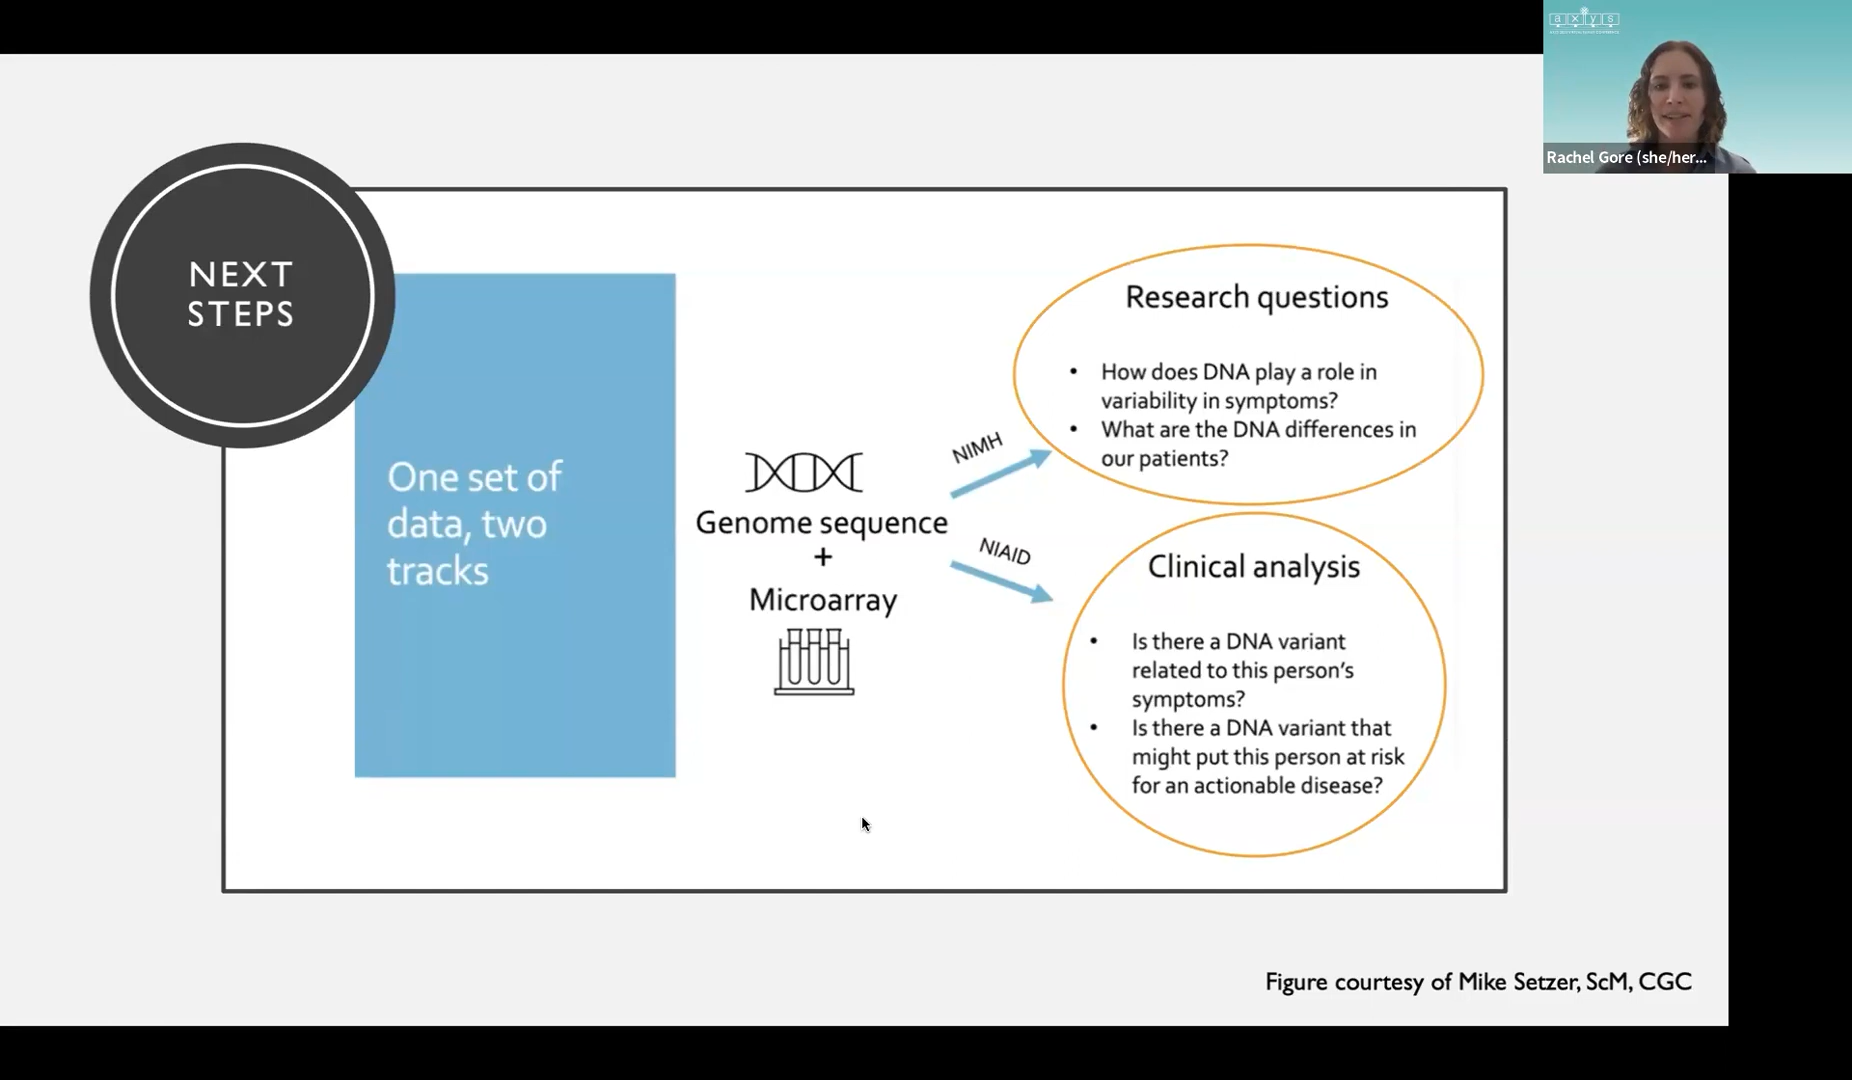 axys
Rachel Gore (she/her...
NEXT
STEPS
One set of
data, two
tracks
Genome sequence
+
Microarray
NIMH
NIAID
Research questions
• How does DNA play a role in
variability in symptoms?
• What are the DNA differences in
our patients?
Clinical analysis
• Is there a DNA variant
related to this person's
symptoms?
• Is there a DNA variant that
might put this person at risk
for an actionable disease?
Figure courtesy of Mike Setzer, ScM, CGC